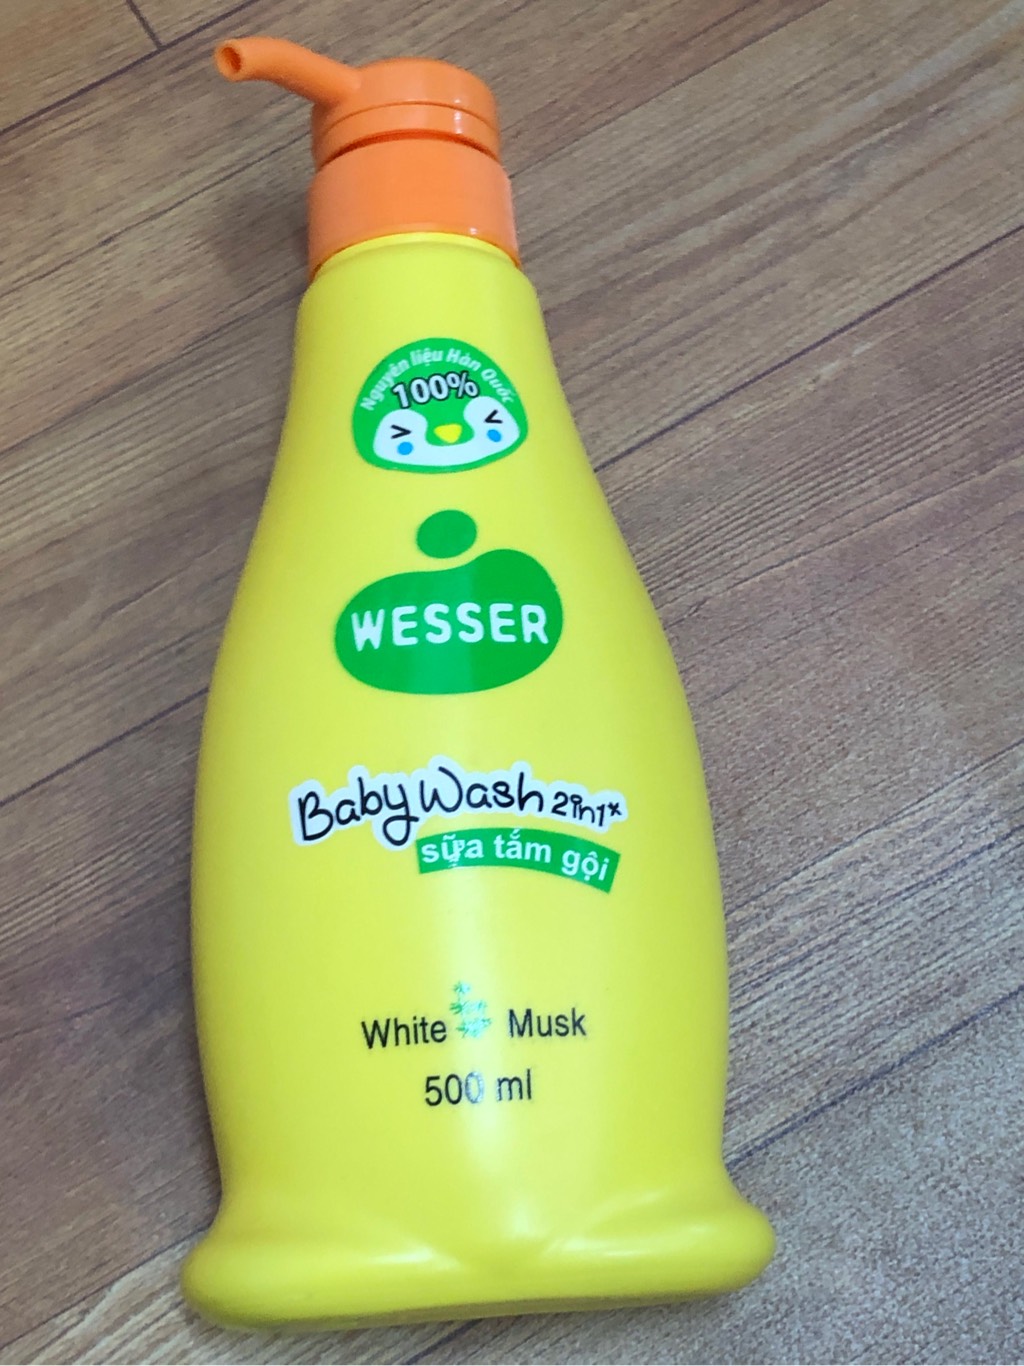 Nguyên liệu Hàn Quốc
100%
WESSER
Baby Wash 2in1*
sữa tắm gội
White Musk
500 ml